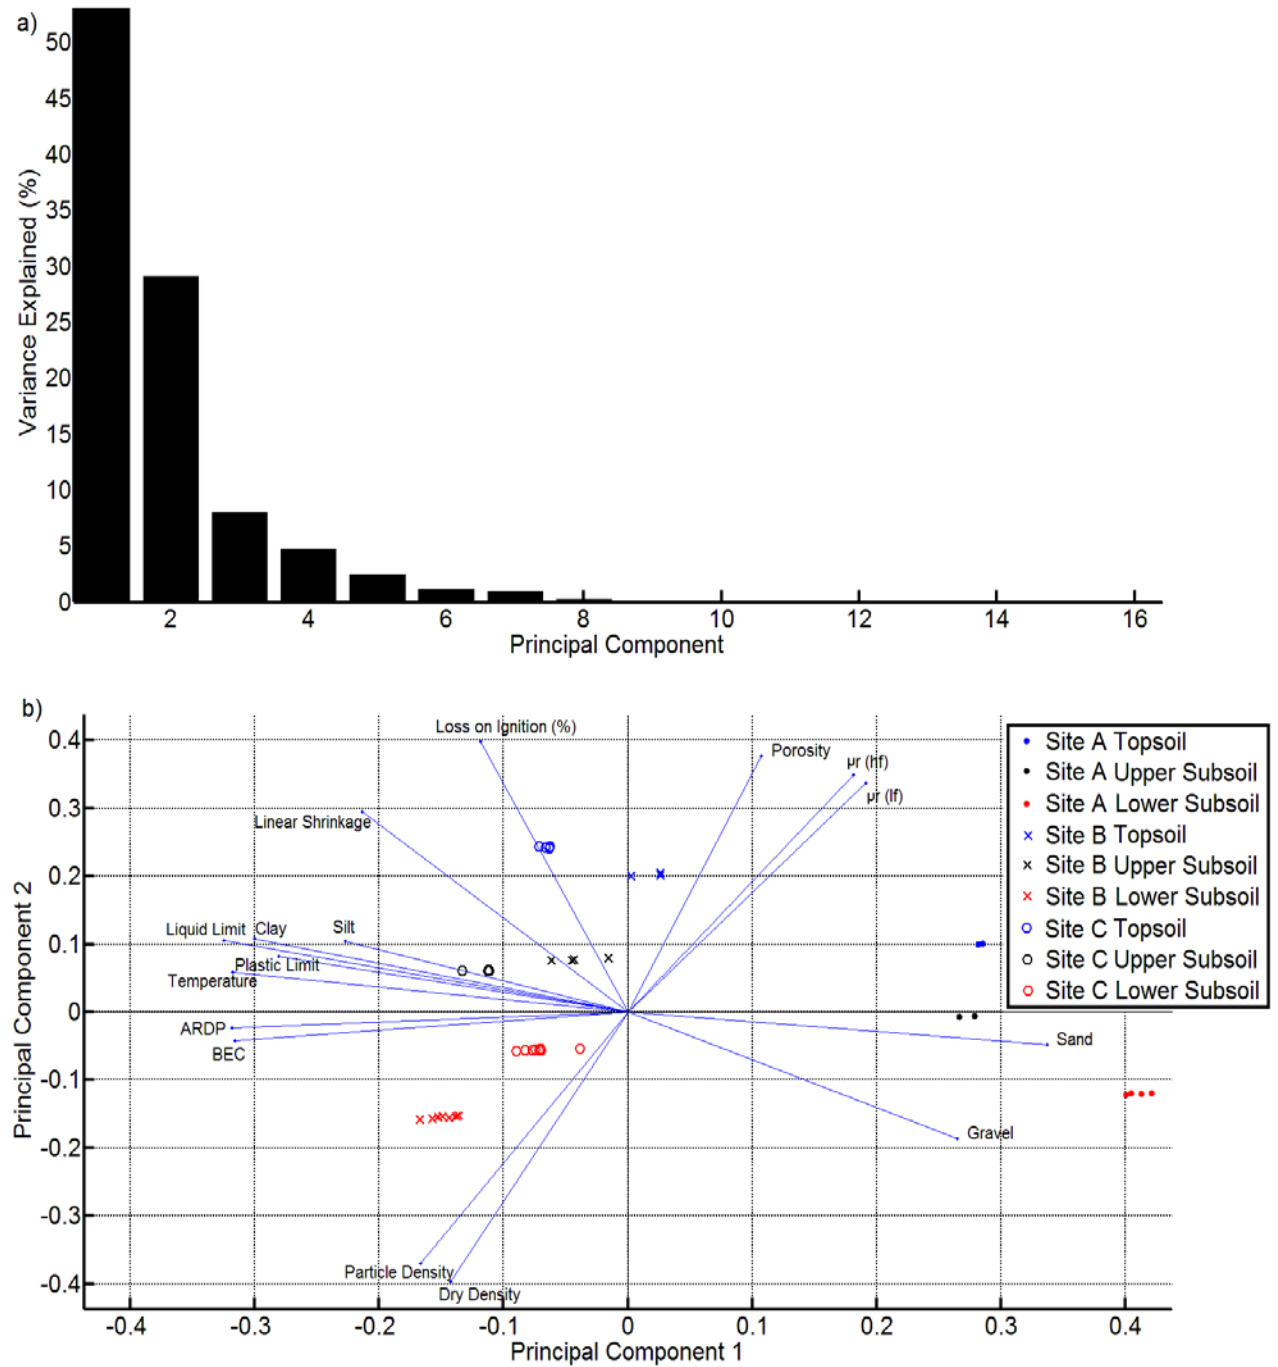 a)
50
45
40
35
30
25
20
15
10
5
0
Variance Explained (%)
2 4 6 8 10 12 14 16
Principal Component
b)
0.4
0.3
0.2
0.1
0
-0.1
-0.2
-0.3
-0.4
Principal Component 2
Loss on Ignition (%)
Porosity
µr (hf)
µr (lf)
Linear Shrinkage
Liquid Limit
Clay
Silt
Plastic Limit
Temperature
ARDP
BEC
Sand
Gravel
Particle Density
Dry Density
Site A Topsoil
Site A Upper Subsoil
Site A Lower Subsoil
Site B Topsoil
Site B Upper Subsoil
Site B Lower Subsoil
Site C Topsoil
Site C Upper Subsoil
Site C Lower Subsoil
-0.4 -0.3 -0.2 -0.1 0 0.1 0.2 0.3 0.4
Principal Component 1